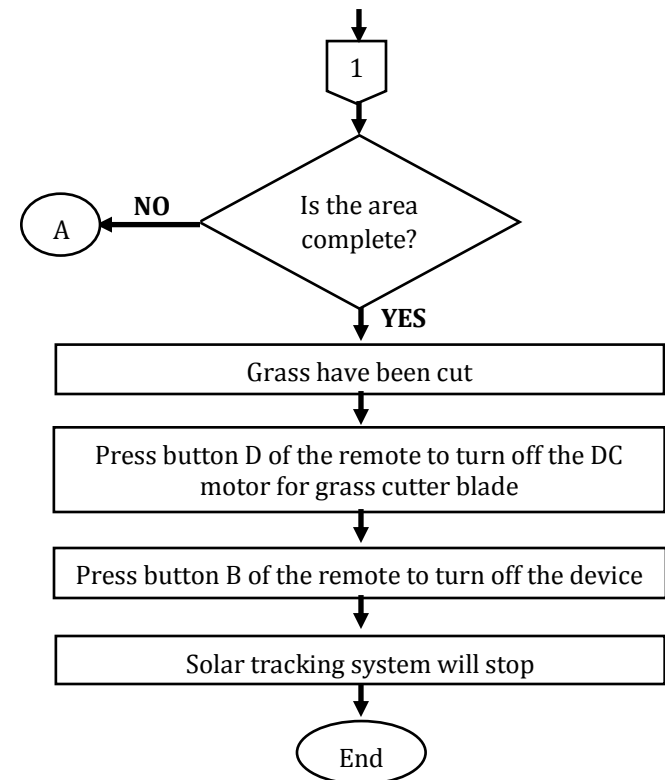 1
Is the area
complete?
NO
A
YES
Grass have been cut
Press button D of the remote to turn off the DC
motor for grass cutter blade
Press button B of the remote to turn off the device
Solar tracking system will stop
End